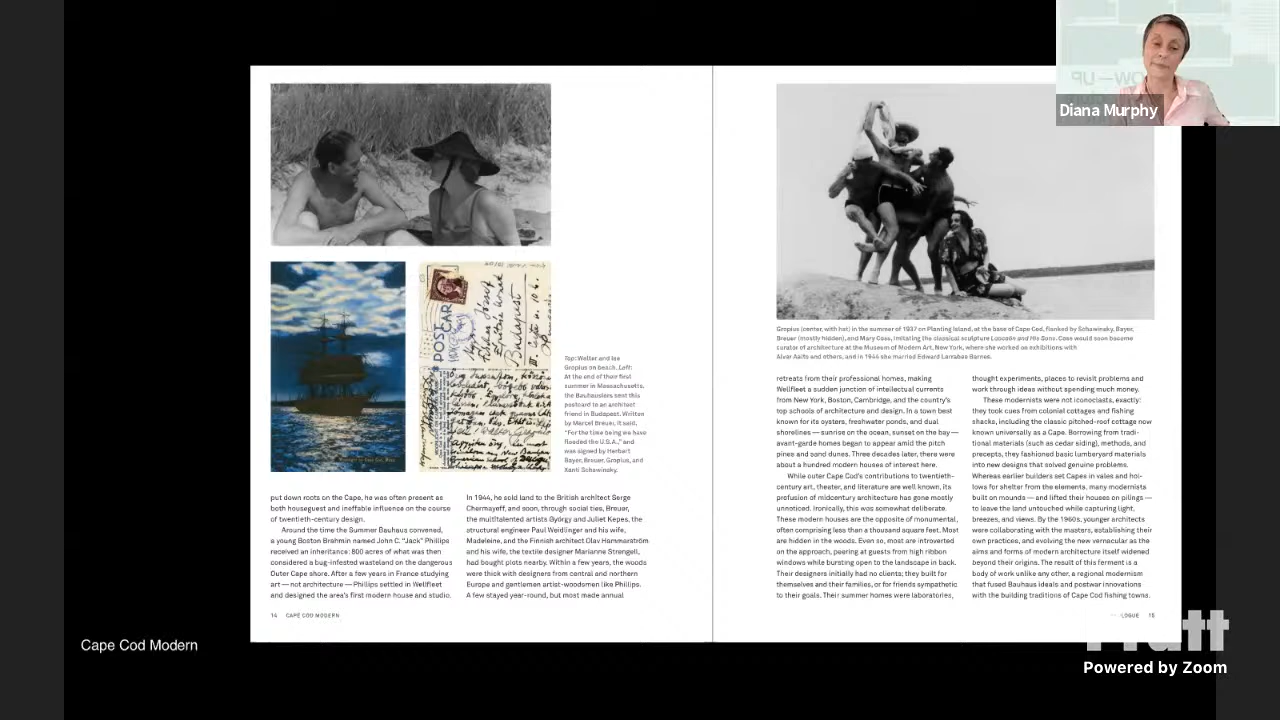 Diana Murphy
POSTCARD
Top: Walter and Ise
Gropius on beach. Left:
At the end of their first
summer in Massachusetts,
the Bauhauslers sent this
postcard to an architect
friend in Budapest. Written
by Marcel Breuer, it said,
"For the time being we have
flooded the U.S.A.," and
was signed by Herbert
Bayer, Breuer, Gropius, and
Xanti Schawinsky.
put down roots on the Cape, he was often present as
both houseguest and ineffable influence on the course
of twentieth-century design.
Around the time the Summer Bauhaus convened,
a young Boston Brahmin named John C. "Jack" Phillips
received an inheritance: 800 acres of what was then
considered a bug-infested wasteland on the dangerous
Outer Cape shore. After a few years in France studying
art — not architecture — Phillips settled in Wellfleet
and designed the area's first modern house and studio.
In 1944, he sold land to the British architect Serge
Chermayeff, and soon, through social ties, Breuer,
the multitalented artists György and Juliet Kepes, the
structural engineer Paul Weidlinger and his wife,
Madeleine, and the Finnish architect Olav Hammarström
and his wife, the textile designer Marianne Strengell,
had bought plots nearby. Within a few years, the woods
were thick with designers from central and northern
Europe and gentleman artist-woodsmen like Phillips.
A few stayed year-round, but most made annual
14 CAPE COD MODERN
Gropius (center, with hat) in the summer of 1937 on Planting Island, at the base of Cape Cod, flanked by Schawinsky, Bayer,
Breuer (mostly hidden), and Mary Cass, imitating the classical sculpture Laocoön and His Sons. Cass would soon become
curator of architecture at the Museum of Modern Art, New York, where she worked on exhibitions with
Alvar Aalto and others, and in 1944 she married Edward Larrabee Barnes.
retreats from their professional homes, making
Wellfleet a sudden junction of intellectual currents
from New York, Boston, Cambridge, and the country's
top schools of architecture and design. In a town best
known for its oysters, freshwater ponds, and dual
shorelines — sunrise on the ocean, sunset on the bay —
avant-garde homes began to appear amid the pitch
pines and sand dunes. Three decades later, there were
about a hundred modern houses of interest here.
While outer Cape Cod's contributions to twentieth-
century art, theater, and literature are well known, its
profusion of midcentury architecture has gone mostly
unnoticed. Ironically, this was somewhat deliberate.
These modern houses are the opposite of monumental,
often comprising less than a thousand square feet. Most
are hidden in the woods. Even so, most are introverted
on the approach, peering at guests from high ribbon
windows while bursting open to the landscape in back.
Their designers initially had no clients; they built for
themselves and their families, or for friends sympathetic
to their goals. Their summer homes were laboratories,
thought experiments, places to revisit problems and
work through ideas without spending much money.
These modernists were not iconoclasts, exactly:
they took cues from colonial cottages and fishing
shacks, including the classic pitched-roof cottage now
known universally as a Cape. Borrowing from tradi-
tional materials (such as cedar siding), methods, and
precepts, they fashioned basic lumberyard materials
into new designs that solved genuine problems.
Whereas earlier builders set Capes in vales and hol-
lows for shelter from the elements, many modernists
built on mounds — and lifted their houses on pilings —
to leave the land untouched while capturing light,
breezes, and views. By the 1960s, younger architects
were collaborating with the masters, establishing their
own practices, and evolving the new vernacular as the
aims and forms of modern architecture itself widened
beyond their origins. The result of this ferment is a
body of work unlike any other, a regional modernism
that fused Bauhaus ideals and postwar innovations
with the building traditions of Cape Cod fishing towns.
15
Cape Cod Modern
Pratt
Powered by Zoom